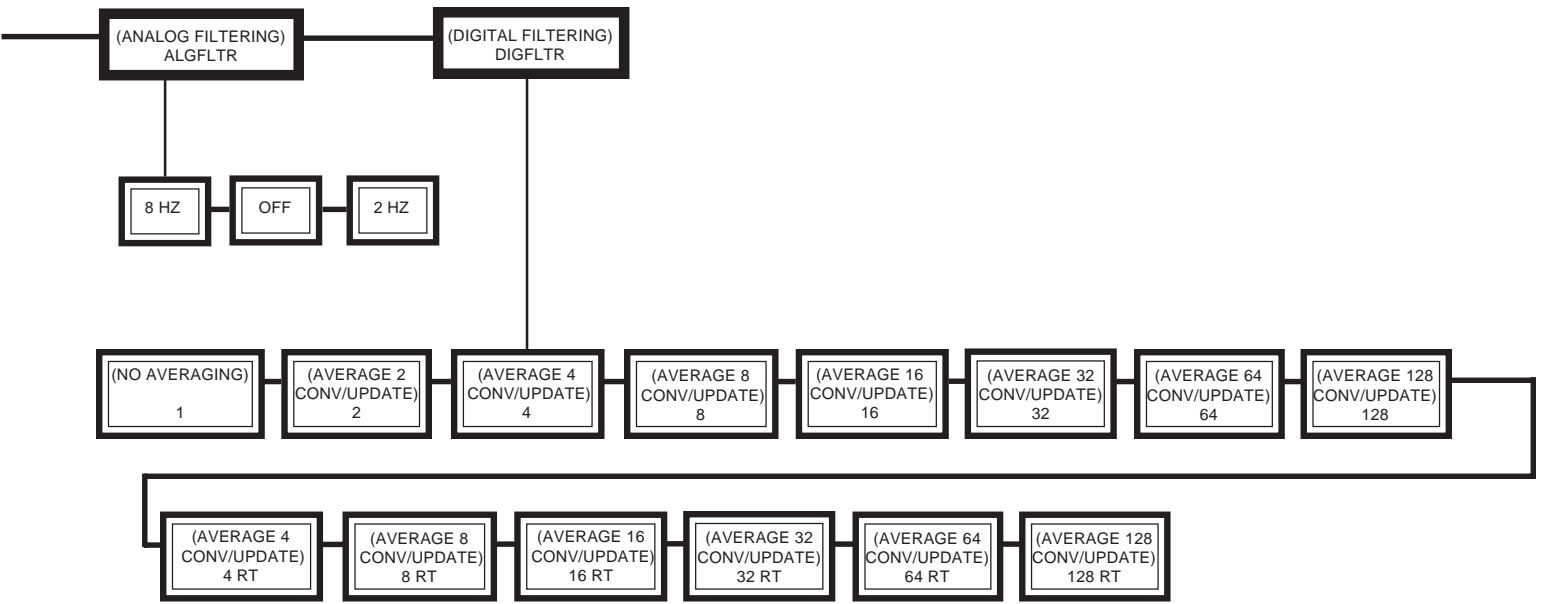 (ANALOG FILTERING)
ALGFLTR
(DIGITAL FILTERING)
DIGFLTR
8 HZ
OFF
2 HZ
(NO AVERAGING)
1
(AVERAGE 2
CONV/UPDATE)
2
(AVERAGE 4
CONV/UPDATE)
4
(AVERAGE 8
CONV/UPDATE)
8
(AVERAGE 16
CONV/UPDATE)
16
(AVERAGE 32
CONV/UPDATE)
32
(AVERAGE 64
CONV/UPDATE)
64
(AVERAGE 128
CONV/UPDATE)
128
(AVERAGE 4
CONV/UPDATE)
4 RT
(AVERAGE 8
CONV/UPDATE)
8 RT
(AVERAGE 16
CONV/UPDATE)
16 RT
(AVERAGE 32
CONV/UPDATE)
32 RT
(AVERAGE 64
CONV/UPDATE)
64 RT
(AVERAGE 128
CONV/UPDATE)
128 RT